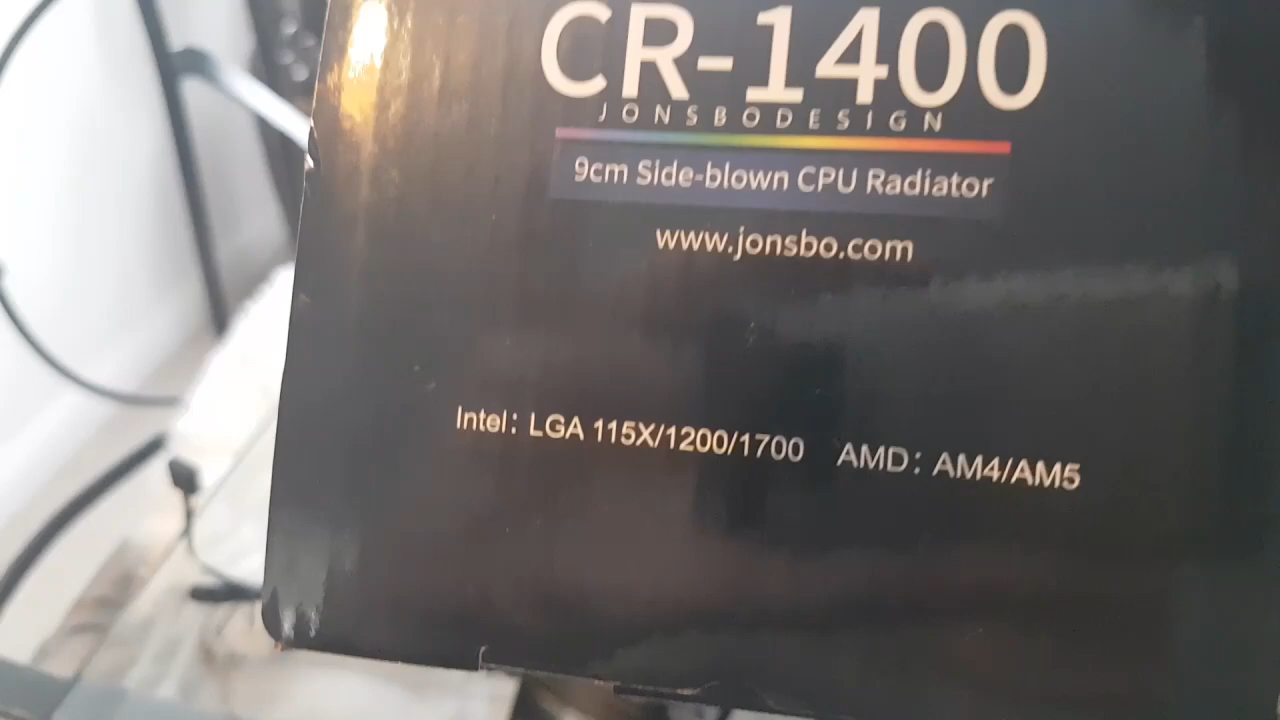 CR-1400
JONSBODESIGN
9cm Side-blown CPU Radiator
www.jonsbo.com
Intel: LGA 115X/1200/1700 AMD: AM4/AM5